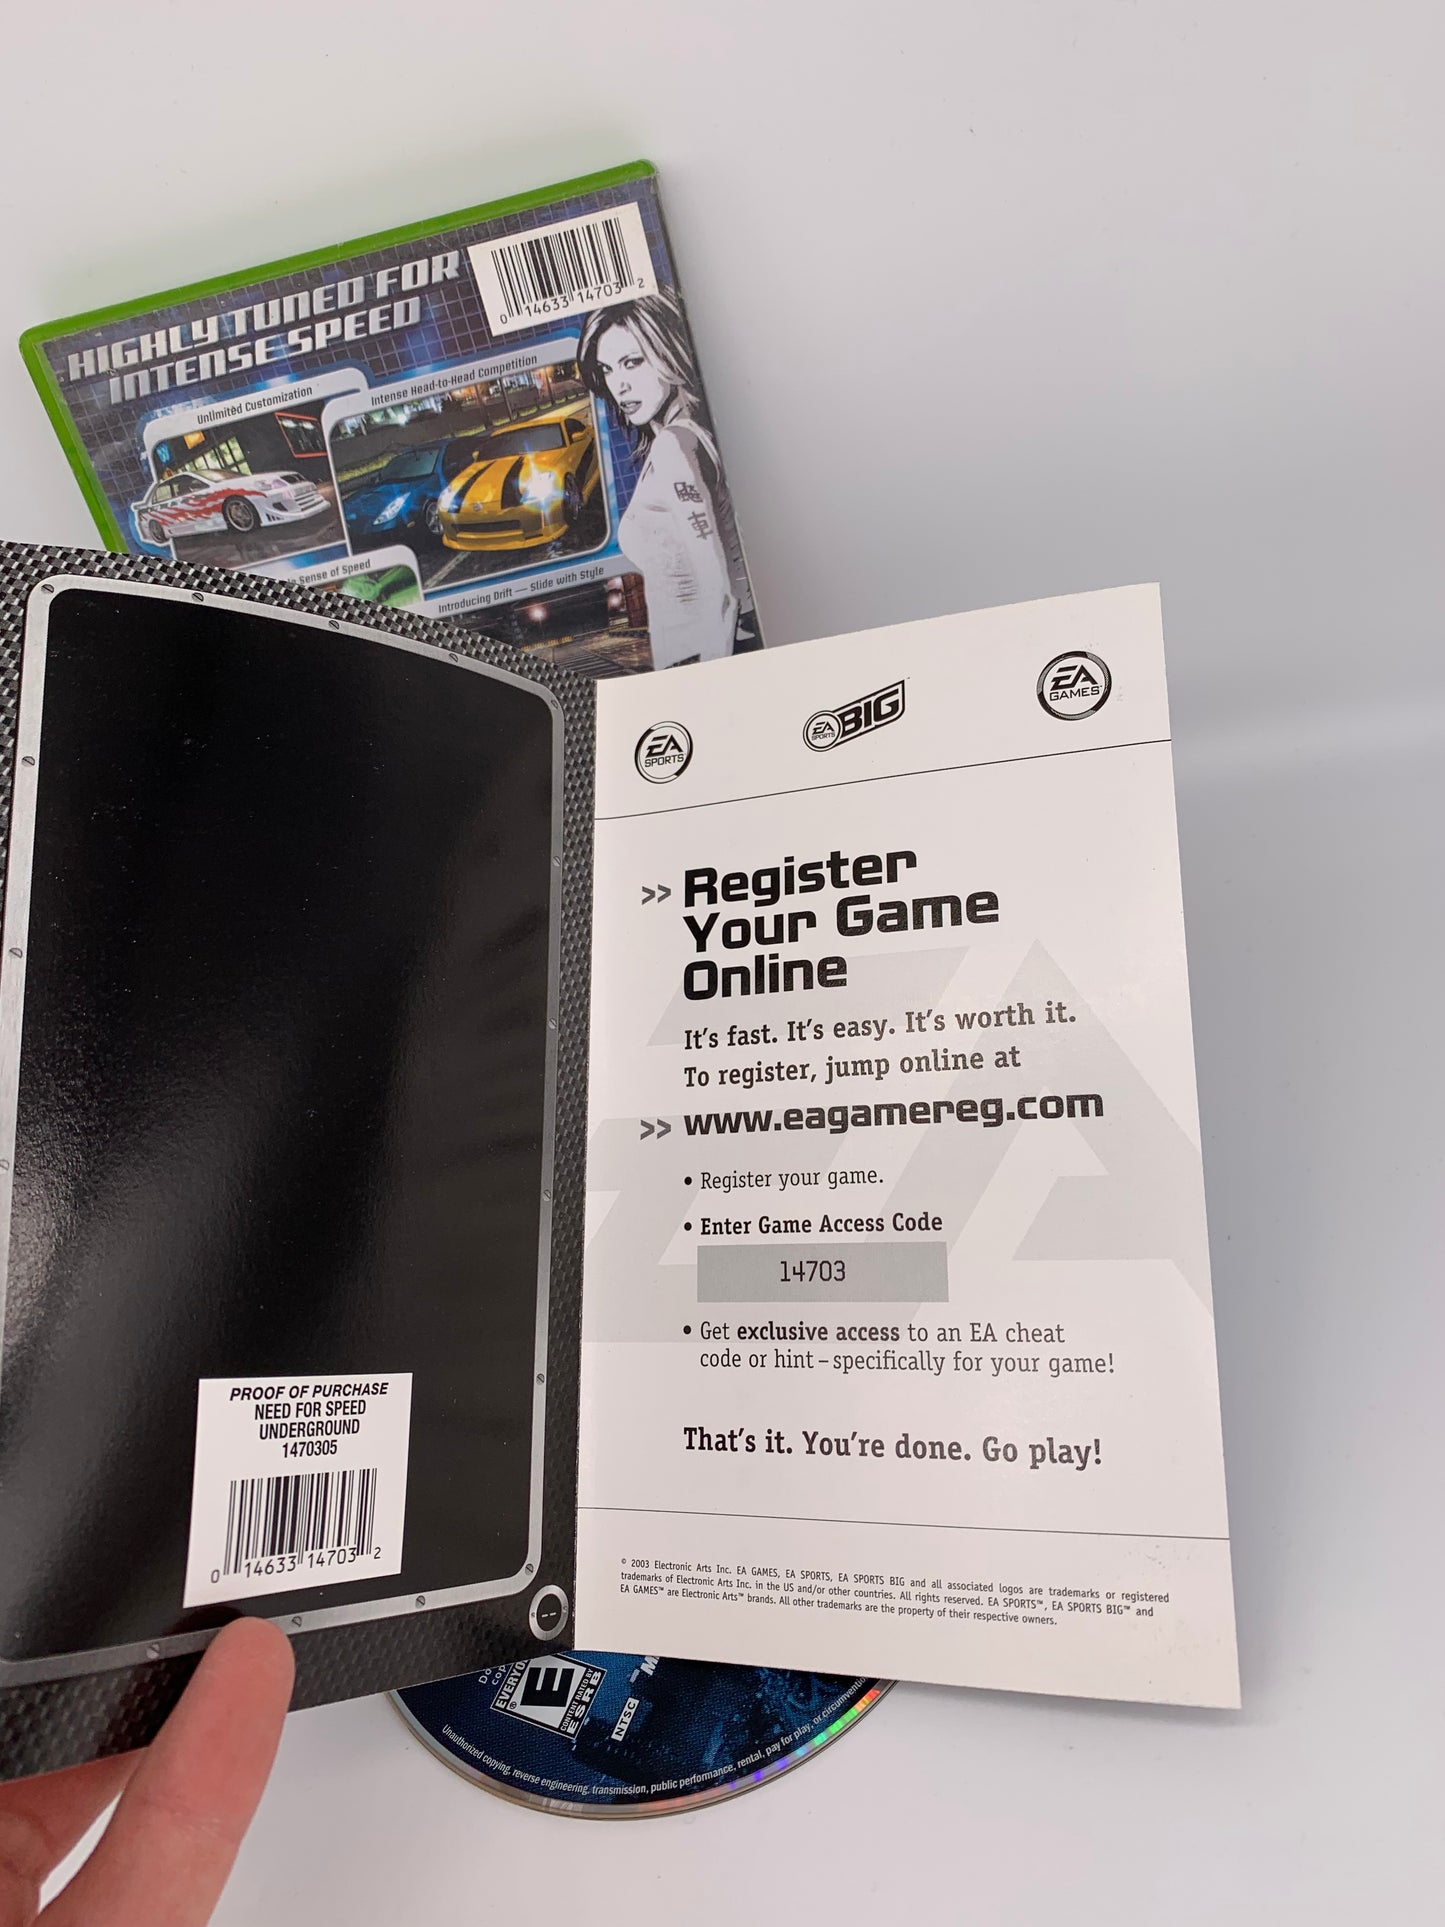 HIGHLY TUNED FOR
INTENSE SPEED
0 14633 14703 2
Unlimited Customization
Intense Head-to-Head Competition
Sense of Speed
Introducing Drift — Slide with Style
EA
SPORTS
EA
SPORTS
BIG
EA
GAMES
>> Register
Your Game
Online
It's fast. It's easy. It's worth it.
To register, jump online at
>> www.eagamereg.com
• Register your game.
• Enter Game Access Code
14703
• Get exclusive access to an EA cheat
code or hint – specifically for your game!
That's it. You're done. Go play!
© 2003 Electronic Arts Inc. EA GAMES, EA SPORTS, EA SPORTS BIG and all associated logos are trademarks or registered
trademarks of Electronic Arts Inc. in the US and/or other countries. All rights reserved. EA SPORTS™, EA SPORTS BIG™ and
EA GAMES™ are Electronic Arts™ brands. All other trademarks are the property of their respective owners.
PROOF OF PURCHASE
NEED FOR SPEED
UNDERGROUND
1470305
0 14633 14703 2
EVERYO
E
CONTENT RATED BY
ESRB
NTSC
Unauthorized copying, reverse engineering, transmission, public performance, rental, pay for play, or circumventi